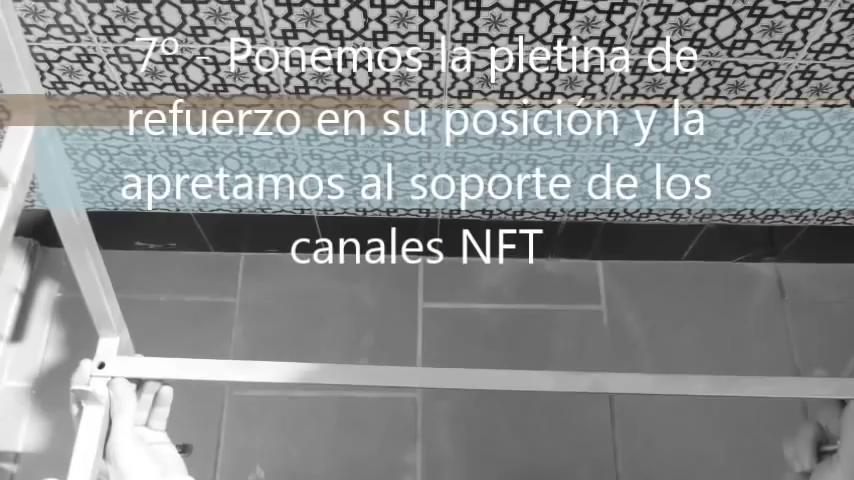 7º - Ponemos la pletina de
refuerzo en su posición y la
apretamos al soporte de los
canales NFT